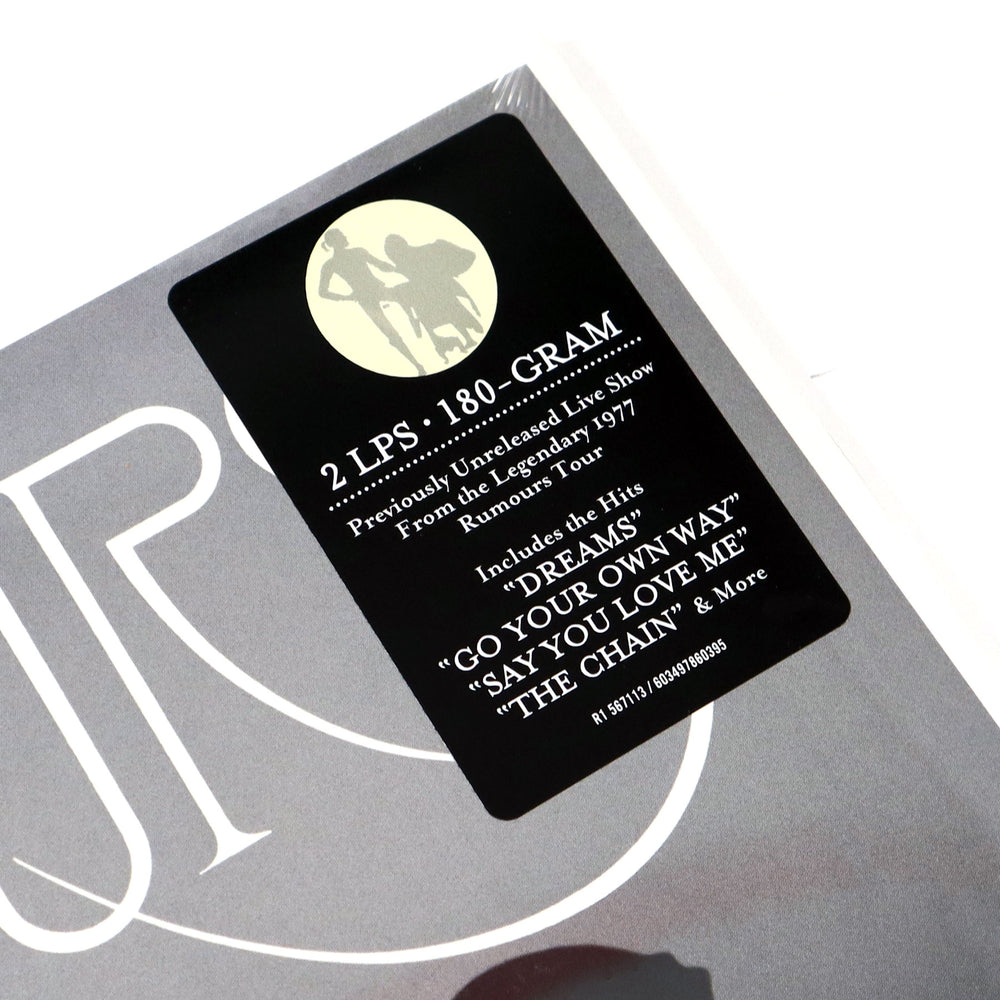 2 LPS · 180-GRAM
Previously Unreleased Live Show
From the Legendary 1977
Rumours Tour
Includes the Hits
“DREAMS”
“GO YOUR OWN WAY”
“SAY YOU LOVE ME”
“THE CHAIN” & More
R1 567113 / 603497860395